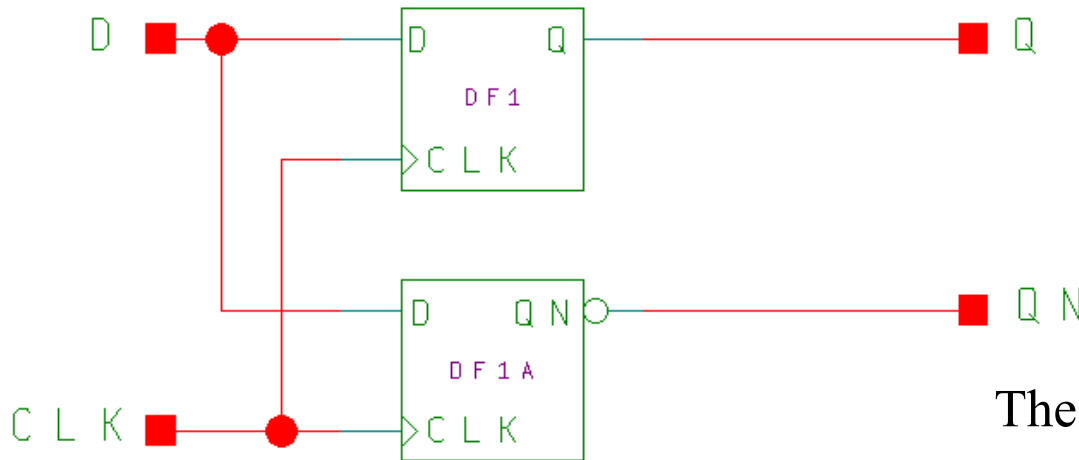 D D Q Q
DF1
CLK
D QN QN
DF1A
The
CLK CLK